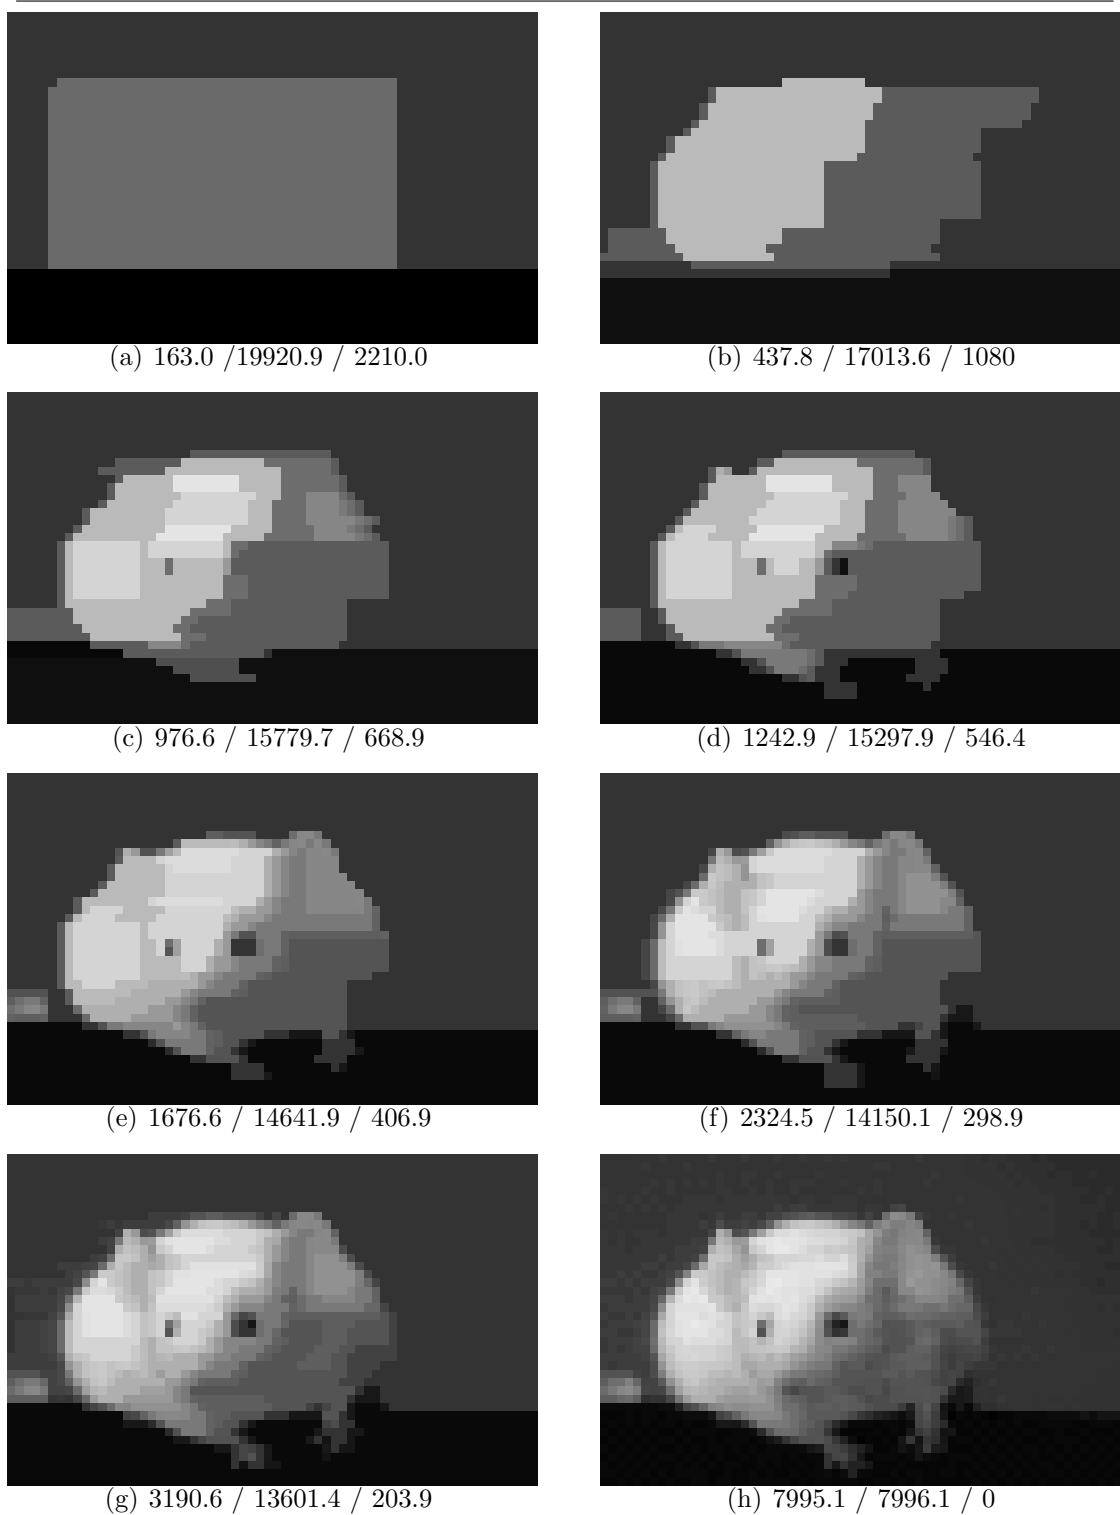 (a) 163.0 /19920.9 / 2210.0
(b) 437.8 / 17013.6 / 1080
(c) 976.6 / 15779.7 / 668.9
(d) 1242.9 / 15297.9 / 546.4
(e) 1676.6 / 14641.9 / 406.9
(f) 2324.5 / 14150.1 / 298.9
(g) 3190.6 / 13601.4 / 203.9
(h) 7995.1 / 7996.1 / 0